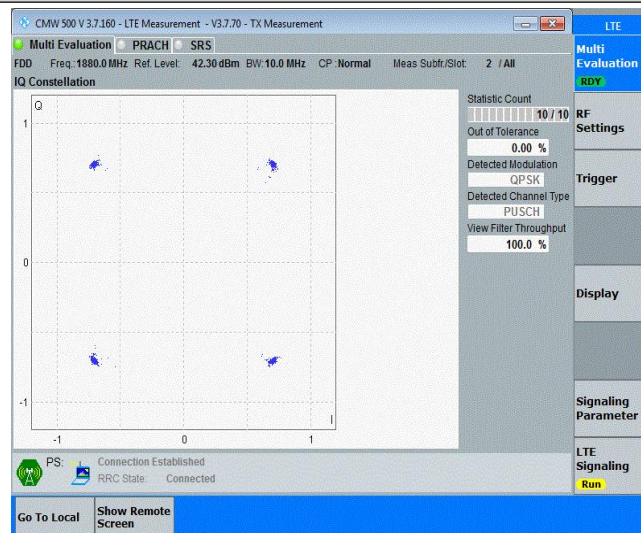 CMW 500 V 3.7.160 - LTE Measurement - V3.7.70 - TX Measurement
LTE
Multi Evaluation PRACH SRS
FDD Freq.:1880.0 MHz Ref. Level: 42.30 dBm BW:10.0 MHz CP :Normal Meas Subfr./Slot: 2 / All
IQ Constellation
Q
1
0
-1
-1 0 1
I
Statistic Count
10 / 10
Out of Tolerance
0.00 %
Detected Modulation
QPSK
Detected Channel Type
PUSCH
View Filter Throughput
100.0 %
PS: Connection Established
RRC State: Connected
Multi
Evaluation
RDY
RF
Settings
Trigger
Display
Signaling
Parameter
LTE
Signaling
Run
Go To Local
Show Remote
Screen